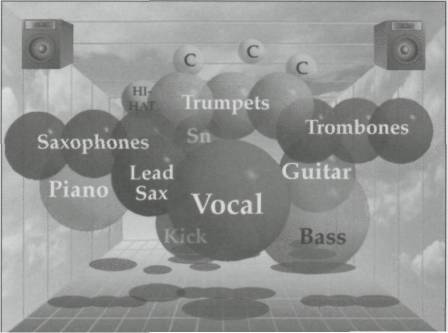 C
C
C
HI-
HAT
Trumpets
Sn
Trombones
Saxophones
Lead
Sax
Guitar
Piano
Vocal
Kick
Bass